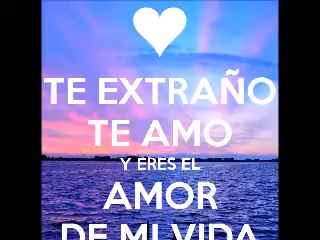 TE EXTRAÑO
TE AMO
Y ERES EL
AMOR
DE MI VIDA